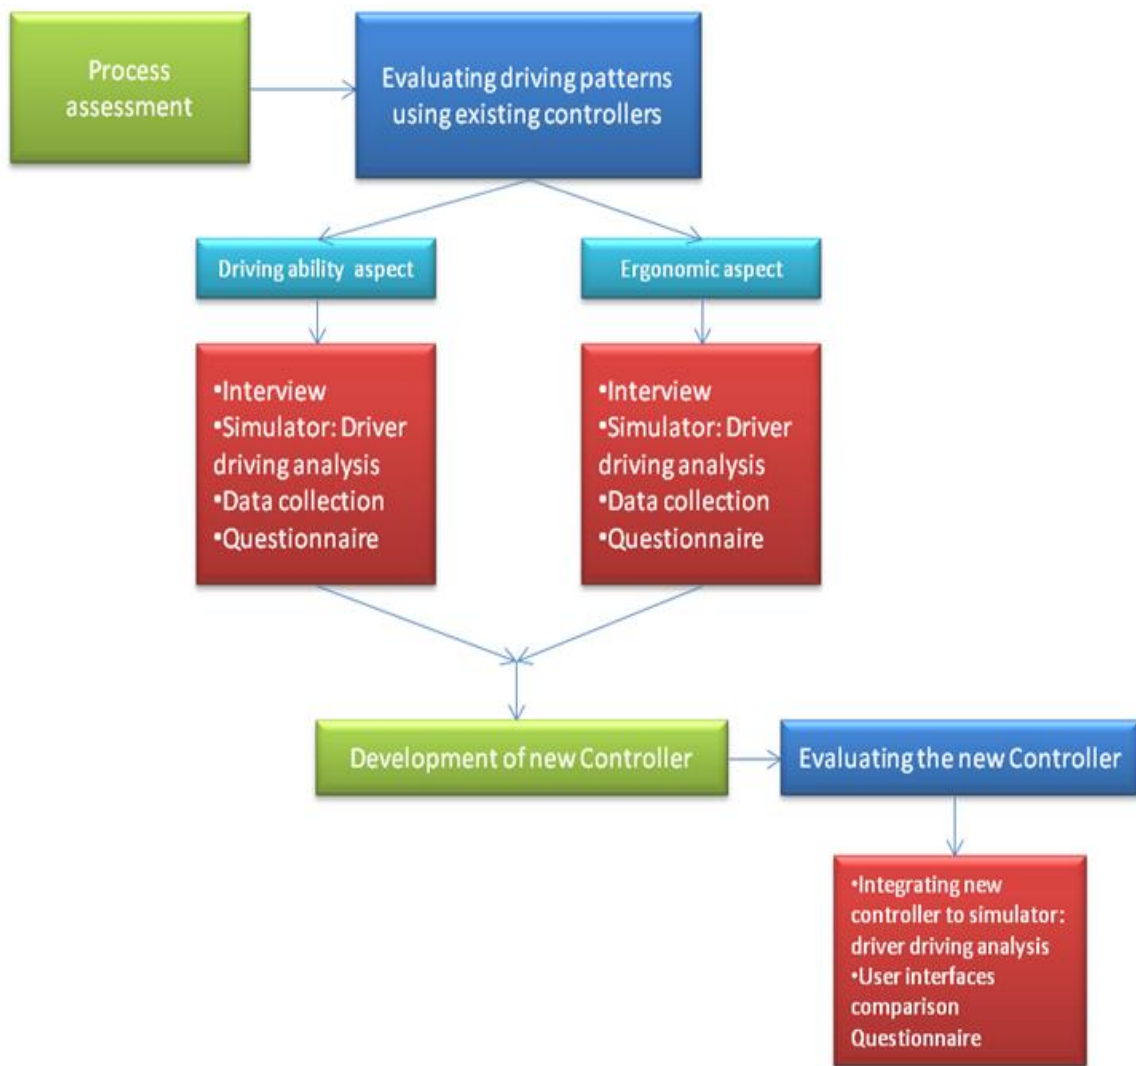 Process
assessment
Evaluating driving patterns
using existing controllers
Driving ability aspect
Ergonomic aspect
•Interview
•Simulator: Driver
driving analysis
•Data collection
•Questionnaire
•Interview
•Simulator: Driver
driving analysis
•Data collection
•Questionnaire
Development of new Controller
Evaluating the new Controller
•Integrating new
controller to simulator:
driver driving analysis
•User interfaces
comparison
Questionnaire